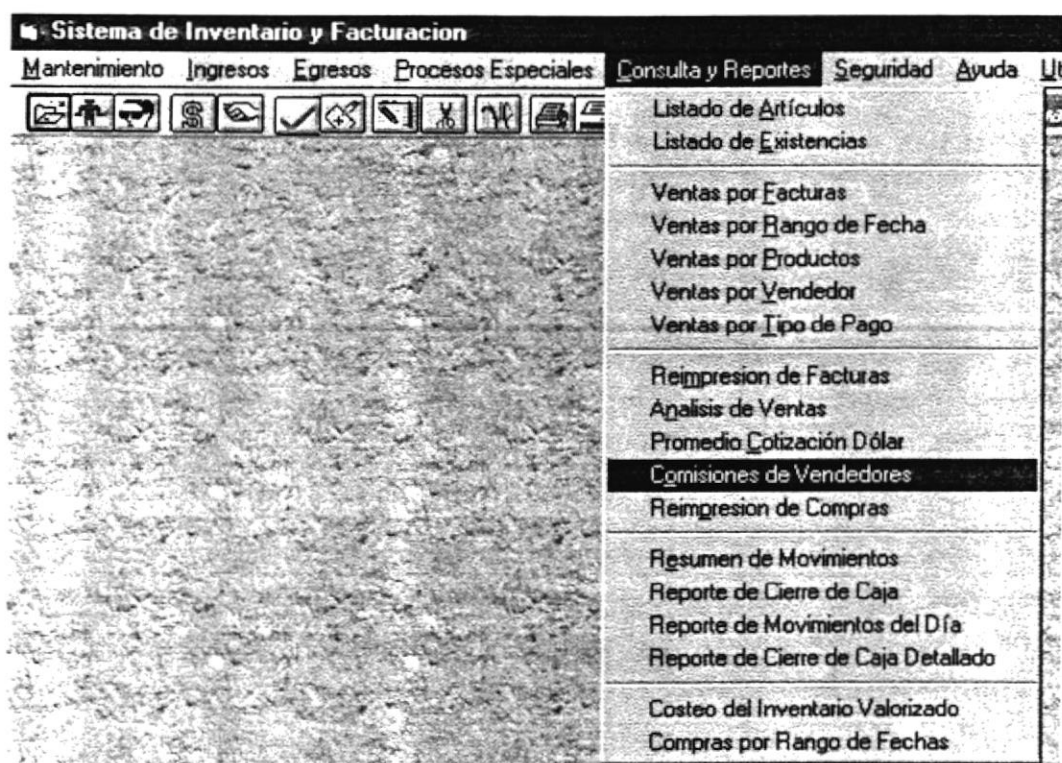 Sistema de Inventario y Facturacion
Mantenimiento Ingresos Egresos Procesos Especiales Consulta y Reportes Seguridad Ayuda
Listado de Artículos
Listado de Existencias
Ventas por Facturas
Ventas por Rango de Fecha
Ventas por Productos
Ventas por Vendedor
Ventas por Tipo de Pago
Reimpresion de Facturas
Analisis de Ventas
Promedio Cotización Dólar
Comisiones de Vendedores
Reimpresion de Compras
Resumen de Movimientos
Reporte de Cierre de Caja
Reporte de Movimientos del Día
Reporte de Cierre de Caja Detallado
Costeo del Inventario Valorizado
Compras por Rango de Fechas